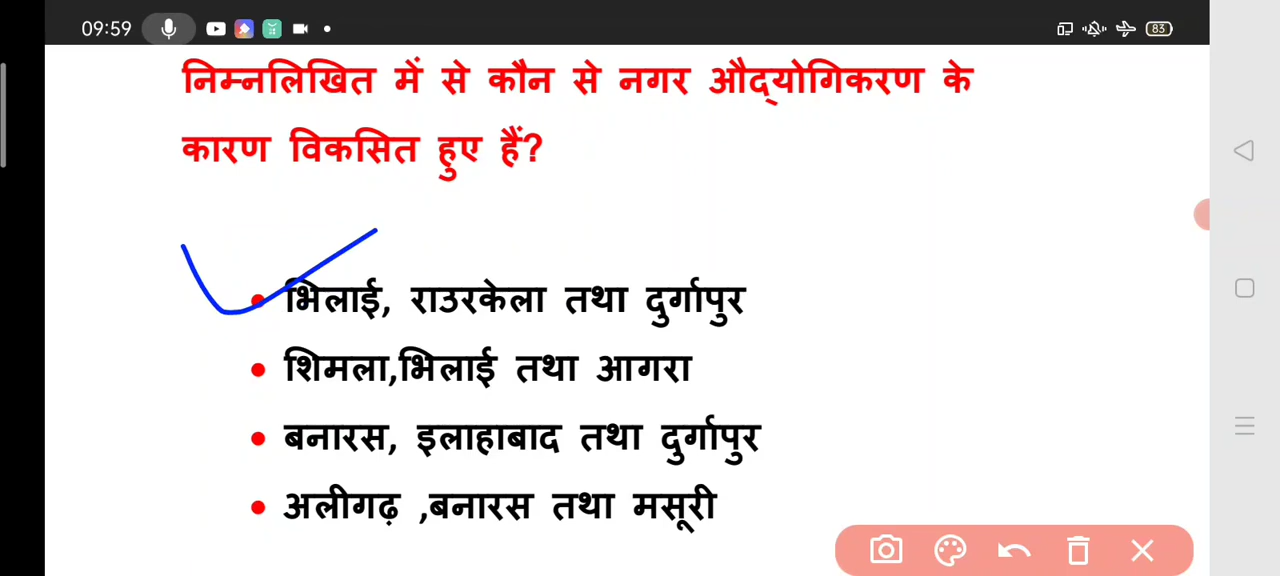 09:59
83
निम्नलिखित में से कौन से नगर औद्योगिकरण के
कारण विकसित हुए हैं?
• भिलाई, राउरकेला तथा दुर्गापुर
• शिमला,भिलाई तथा आगरा
• बनारस, इलाहाबाद तथा दुर्गापुर
• अलीगढ़ ,बनारस तथा मसूरी